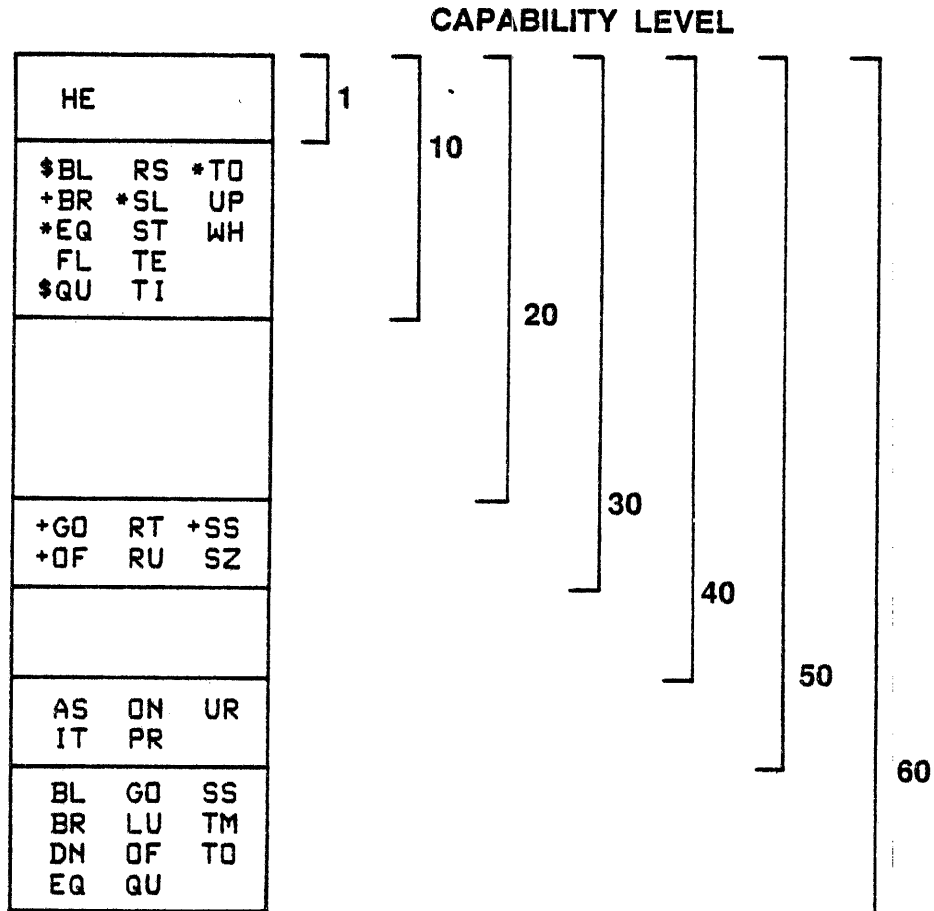 CAPABILITY LEVEL
HE
1
10
$BL RS *TO
+BR *SL UP
*EQ ST WH
FL TE
$QU TI
20
30
+GO RT +SS
+OF RU SZ
40
50
AS ON UR
IT PR
60
BL GO SS
BR LU TM
DN OF TO
EQ QU